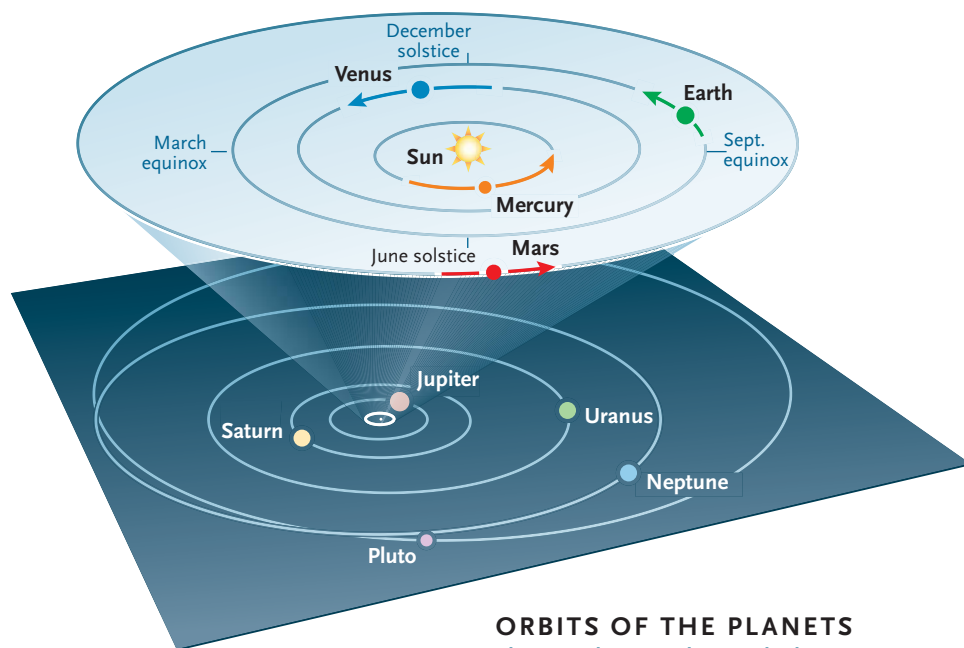 December
solstice
Venus
Earth
March
equinox
Sun
Sept.
equinox
Mercury
June solstice
Mars
Jupiter
Saturn
Uranus
Neptune
Pluto
ORBITS OF THE PLANETS